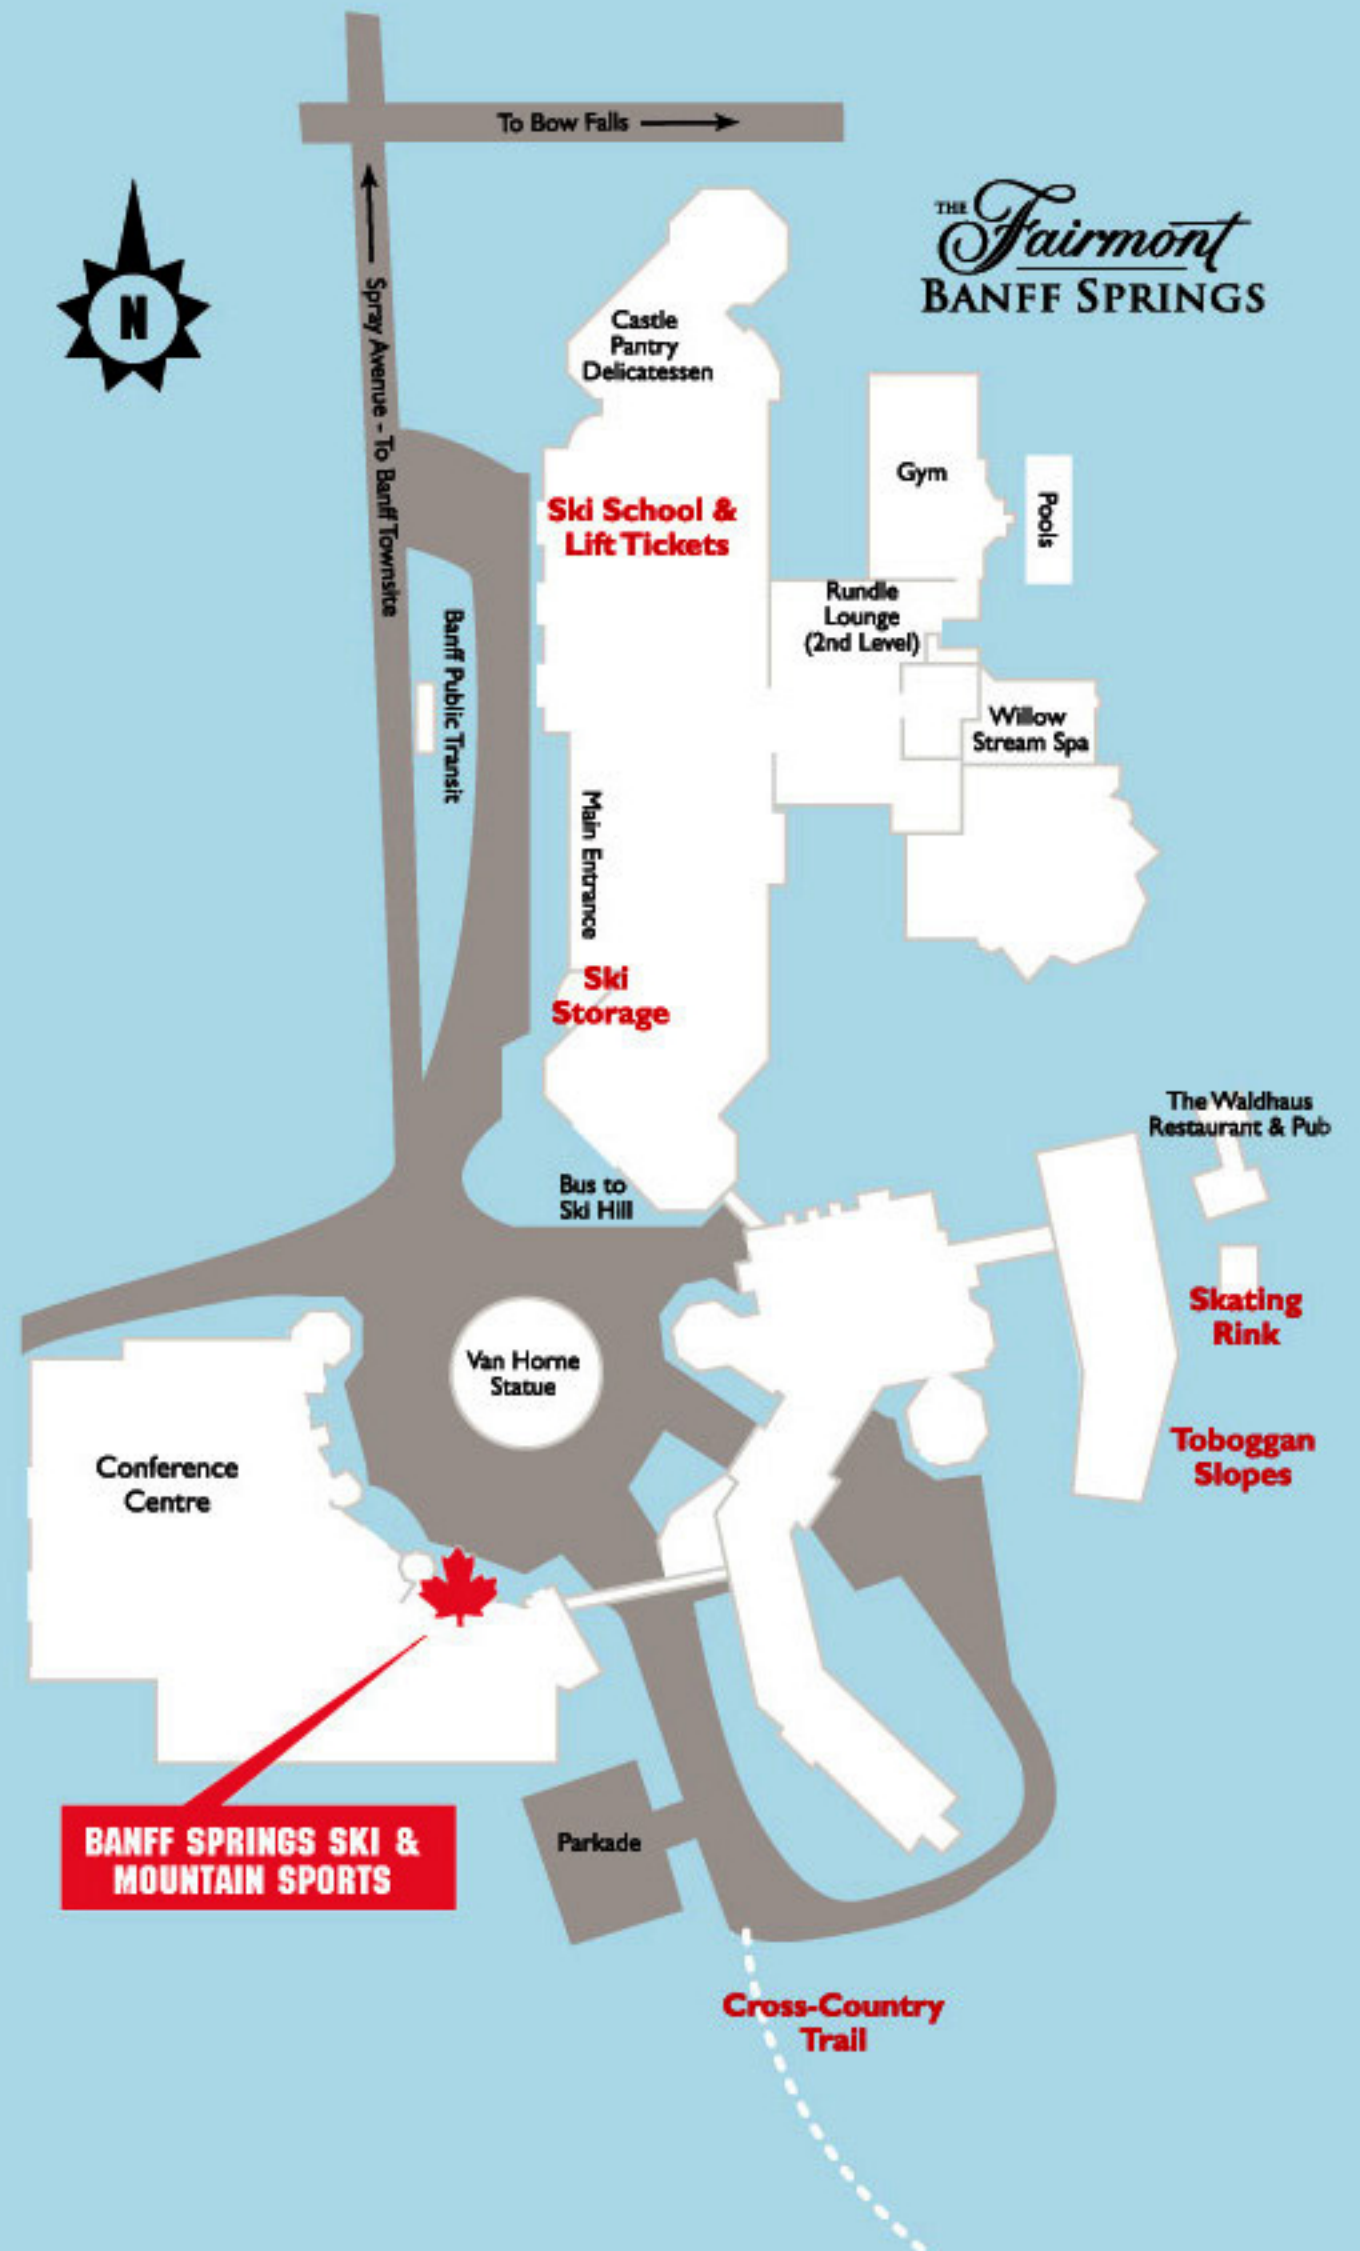 To Bow Falls
THE
Fairmont
BANFF SPRINGS
N
Spray Avenue - To Banff Townsite
Castle
Pantry
Delicatessen
Gym
Pools
Ski School &
Lift Tickets
Rundle
Lounge
(2nd Level)
Banff Public Transit
Willow
Stream Spa
Main Entrance
Ski
Storage
The Waldhaus
Restaurant & Pub
Bus to
Ski Hill
Skating
Rink
Van Horne
Statue
Toboggan
Slopes
Conference
Centre
BANFF SPRINGS SKI &
MOUNTAIN SPORTS
Parkade
Cross-Country
Trail